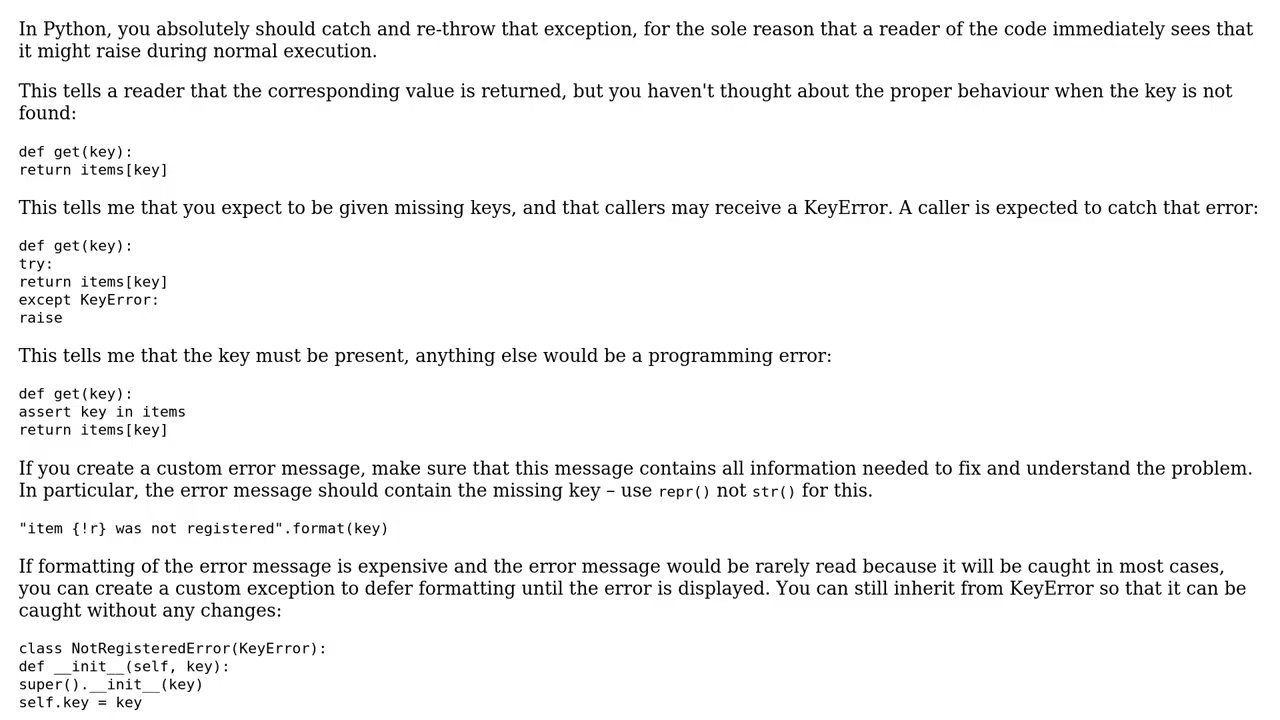 In Python, you absolutely should catch and re-throw that exception, for the sole reason that a reader of the code immediately sees that
it might raise during normal execution.
This tells a reader that the corresponding value is returned, but you haven't thought about the proper behaviour when the key is not
found:
def get(key):
return items[key]
This tells me that you expect to be given missing keys, and that callers may receive a KeyError. A caller is expected to catch that error:
def get(key):
try:
return items[key]
except KeyError:
raise
This tells me that the key must be present, anything else would be a programming error:
def get(key):
assert key in items
return items[key]
If you create a custom error message, make sure that this message contains all information needed to fix and understand the problem.
In particular, the error message should contain the missing key – use repr() not str() for this.
"item {!r} was not registered".format(key)
If formatting of the error message is expensive and the error message would be rarely read because it will be caught in most cases,
you can create a custom exception to defer formatting until the error is displayed. You can still inherit from KeyError so that it can be
caught without any changes:
class NotRegisteredError(KeyError):
def __init__(self, key):
super().__init__(key)
self.key = key